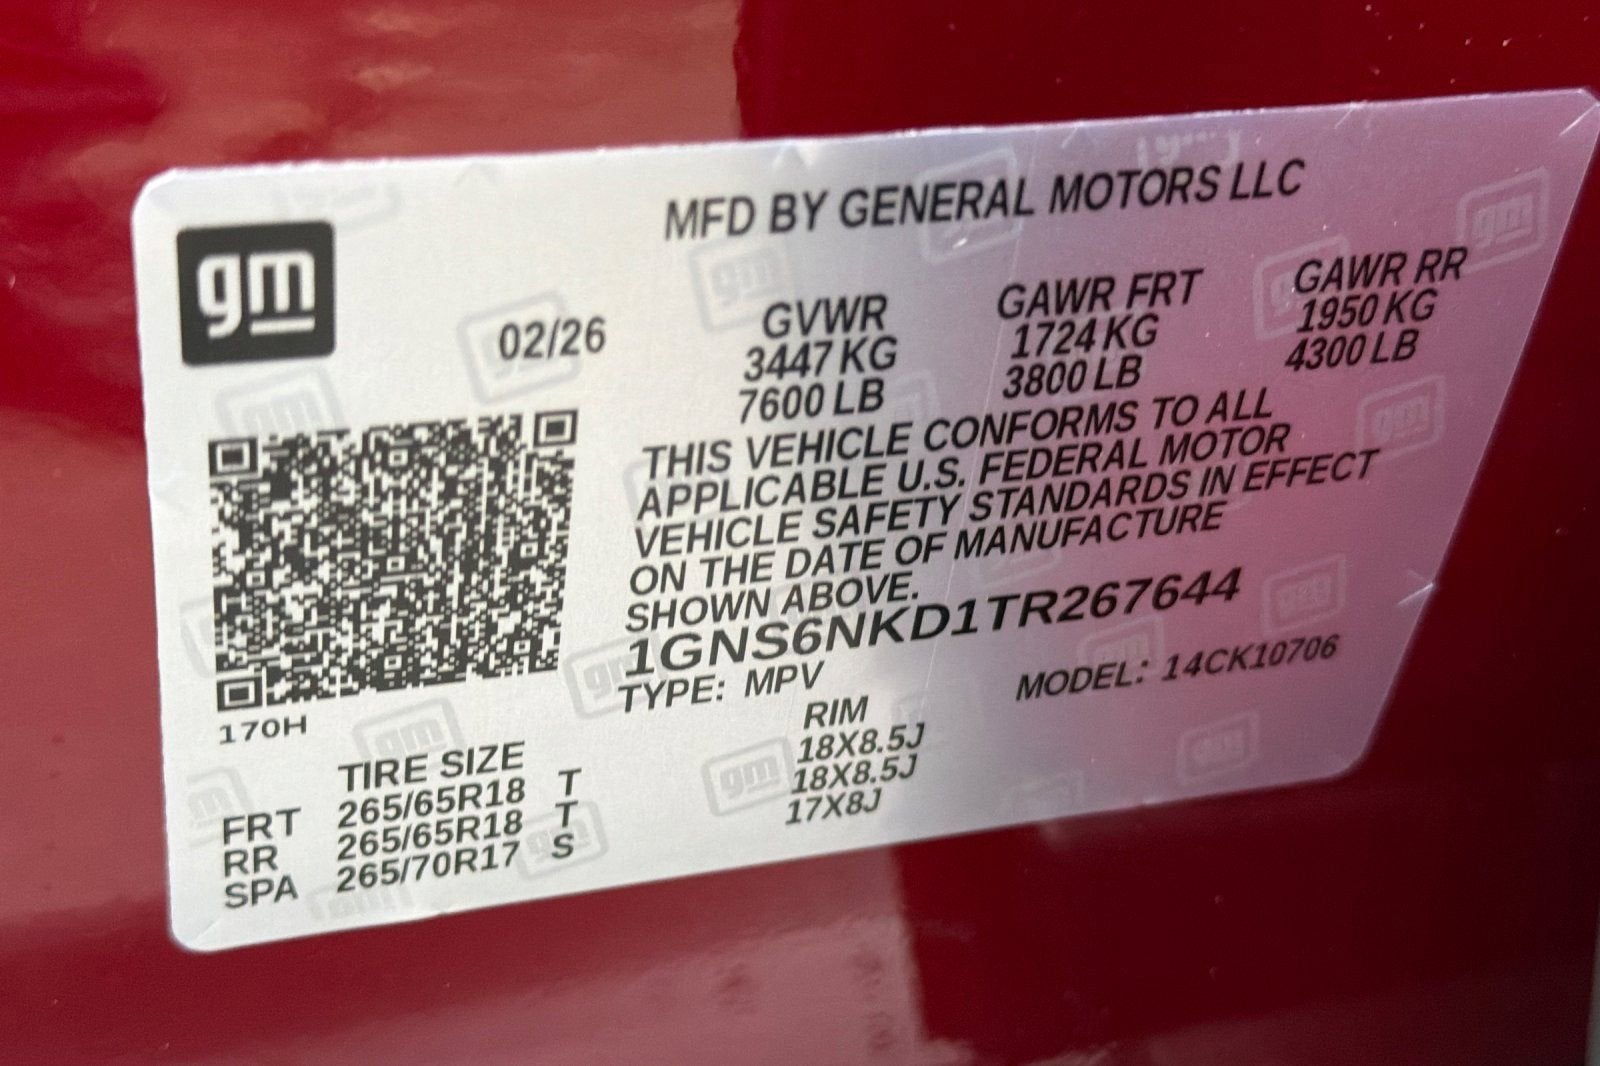 gm
MFD BY GENERAL MOTORS LLC
02/26
GVWR GAWR FRT GAWR RR
3447 KG 1724 KG 1950 KG
7600 LB 3800 LB 4300 LB
THIS VEHICLE CONFORMS TO ALL
APPLICABLE U.S. FEDERAL MOTOR
VEHICLE SAFETY STANDARDS IN EFFECT
ON THE DATE OF MANUFACTURE
SHOWN ABOVE.
1GNS6NKD1TR267644
TYPE: MPV MODEL: 14CK10706
170H
TIRE SIZE RIM
FRT 265/65R18 T 18X8.5J
RR 265/65R18 T 18X8.5J
SPA 265/70R17 S 17X8J